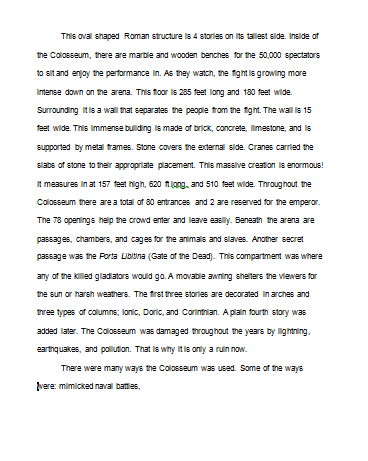 This oval shaped Roman structure is 4 stories on its tallest side. Inside of
the Colosseum, there are marble and wooden benches for the 50,000 spectators
to sit and enjoy the performance in. As they watch, the fight is growing more
intense down on the arena. This floor is 285 feet long and 180 feet wide.
Surrounding it is a wall that separates the people from the fight. The wall is 15
feet wide. This immense building is made of brick, concrete, limestone, and is
supported by metal frames. Stone covers the external side. Cranes carried the
slabs of stone to their appropriate placement. This massive creation is enormous!
It measures in at 157 feet high, 620 ft long, and 510 feet wide. Throughout the
Colosseum there are a total of 80 entrances and 2 are reserved for the emperor.
The 78 openings help the crowd enter and leave easily. Beneath the arena are
passages, chambers, and cages for the animals and slaves. Another secret
passage was the Porta Libitina (Gate of the Dead). This compartment was where
any of the killed gladiators would go. A movable awning shelters the viewers for
the sun or harsh weathers. The first three stories are decorated in arches and
three types of columns; Ionic, Doric, and Corinthian. A plain fourth story was
added later. The Colosseum was damaged throughout the years by lightning,
earthquakes, and pollution. That is why it is only a ruin now.
There were many ways the Colosseum was used. Some of the ways
were: mimicked naval battles,